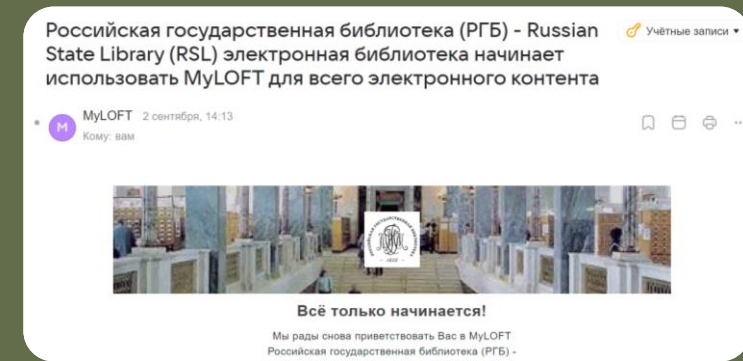 Российская государственная библиотека (РГБ) - Russian
State Library (RSL) электронная библиотека начинает
использовать MyLOFT для всего электронного контента
Учётные записи
M
MyLOFT 2 сентября, 14:13
Кому: вам
Всё только начинается!
Мы рады снова приветствовать Вас в MyLOFT
Российская государственная библиотека (РГБ) -